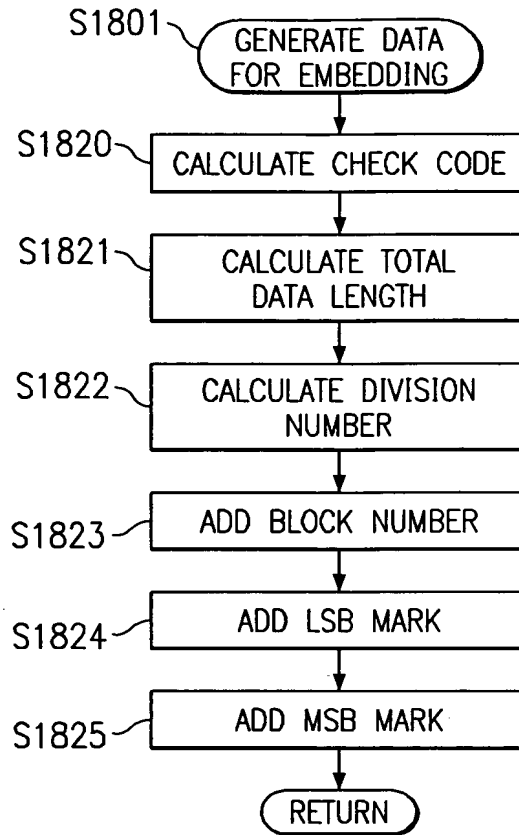 S1801
GENERATE DATA
FOR EMBEDDING
S1820
CALCULATE CHECK CODE
S1821
CALCULATE TOTAL
DATA LENGTH
S1822
CALCULATE DIVISION
NUMBER
S1823
ADD BLOCK NUMBER
S1824
ADD LSB MARK
S1825
ADD MSB MARK
RETURN